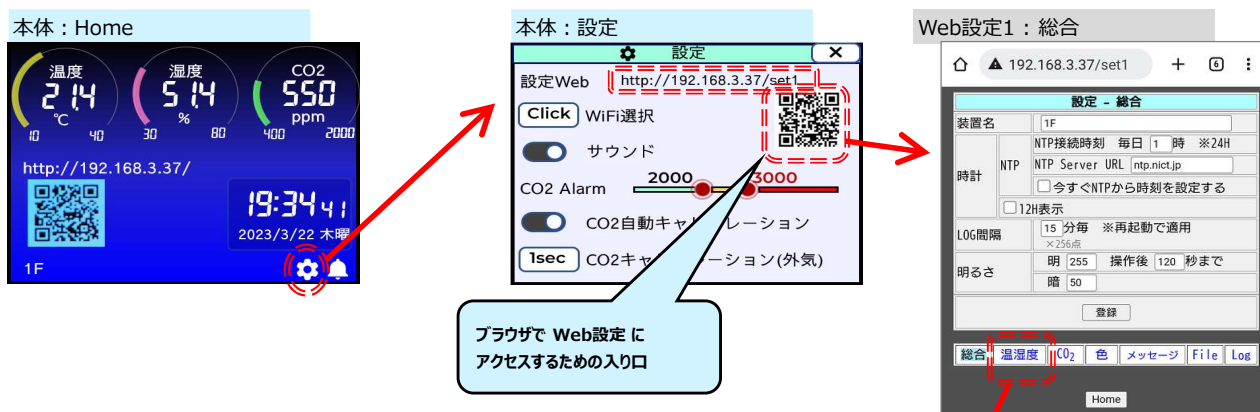 本体：Home
温度
21.4
℃
10 40
湿度
51.4
%
30 80
CO2
550
ppm
400 2000
http://192.168.3.37/
19:34 41
2023/3/22 木曜
1F
本体：設定
設定
×
設定Web http://192.168.3.37/set1
Click WiFi選択
サウンド
CO2 Alarm 2000 3000
CO2自動キャ レーション
1sec CO2キャ ーション(外気)
ブラウザで Web設定 に
アクセスするための入り口
Web設定1：総合
192.168.3.37/set1
6
設定 - 総合
装置名 1F
時計 NTP NTP接続時刻 毎日 1 時 ※24H
NTP Server URL ntp.nict.jp
今すぐNTPから時刻を設定する
12H表示
LOG間隔 15 分毎 ※再起動で適用
×256点
明るさ 明 255 操作後 120 秒まで
暗 50
登録
総合 温湿度 CO2 色 メッセージ File Log
Home